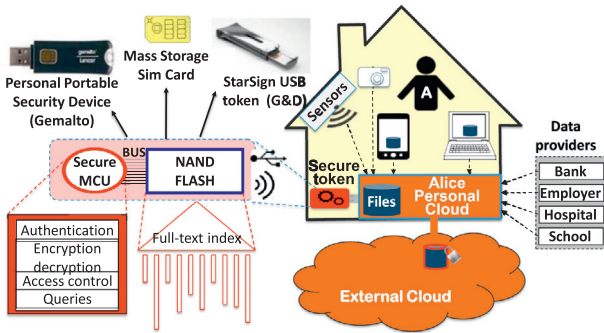 Mass Storage
Sim Card
gemalto
Personal Portable
Security Device
(Gemalto)
StarSign USB
token (G&D)
Sensors
A
BUS
Secure
MCU
NAND
FLASH
Secure
token
Files
Alice
Personal
Cloud
Data
providers
Bank
Employer
Hospital
School
Authentication
Encryption
decryption
Access control
Queries
Full-text index
External Cloud